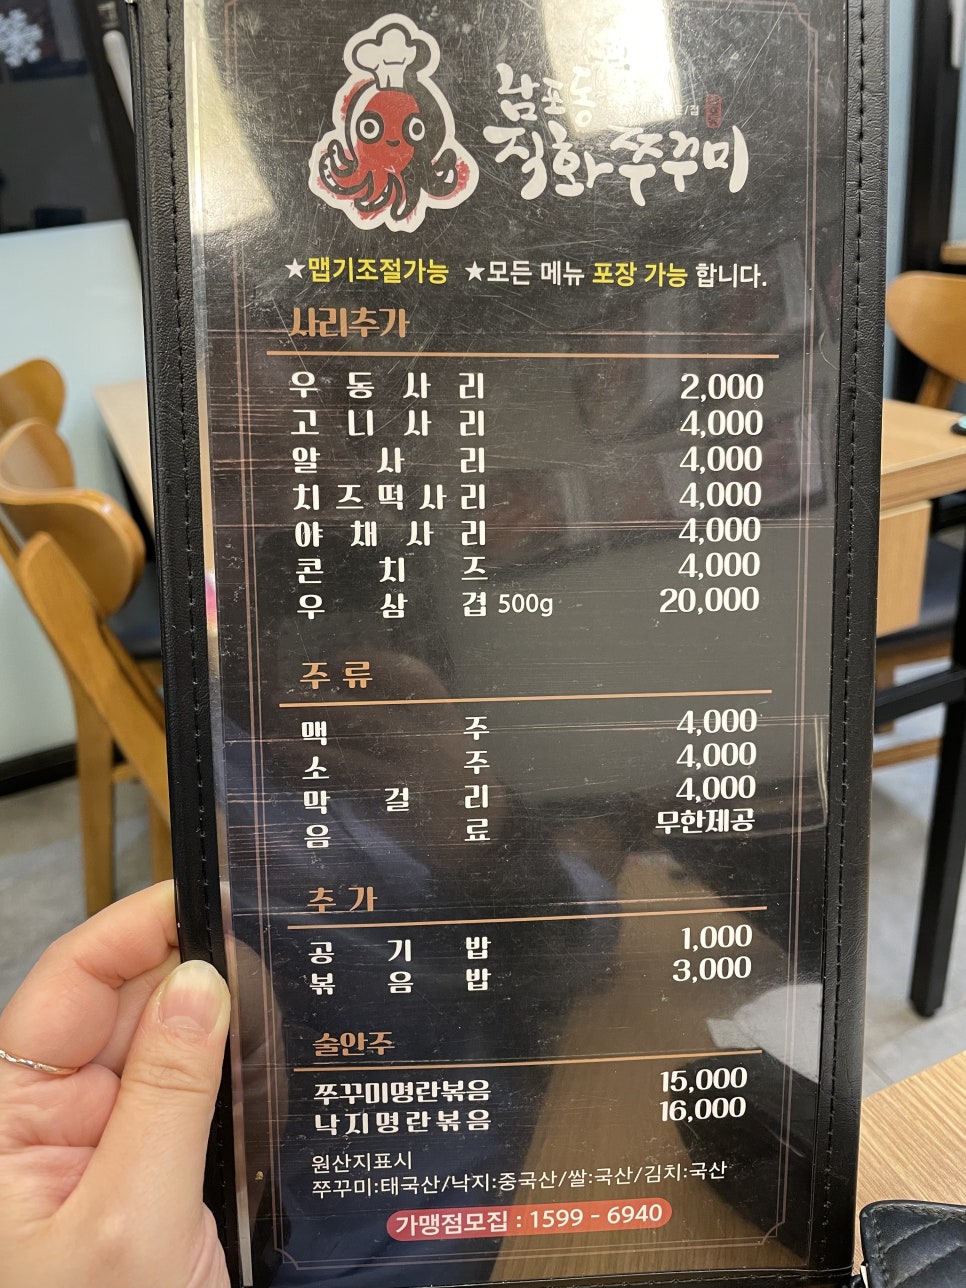 남포동
직화쭈꾸미
★맵기조절가능 ★모든 메뉴 포장 가능 합니다.
사리추가
우동사리 2,000
고니사리 4,000
알사리 4,000
치즈떡사리 4,000
야채사리 4,000
콘치즈 4,000
우삼겹 500g 20,000
주류
맥주 4,000
소주 4,000
막걸리 4,000
음료 무한제공
추가
공기밥 1,000
볶음밥 3,000
술안주
쭈꾸미명란볶음 15,000
낙지명란볶음 16,000
원산지표시
쭈꾸미:태국산/낙지:중국산/쌀:국산/김치:국산
가맹점모집 : 1599 - 6940